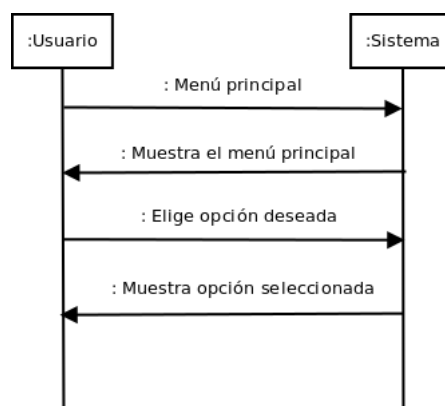 :Usuario
:Sistema
: Menú principal
: Muestra el menú principal
: Elige opción deseada
: Muestra opción seleccionada